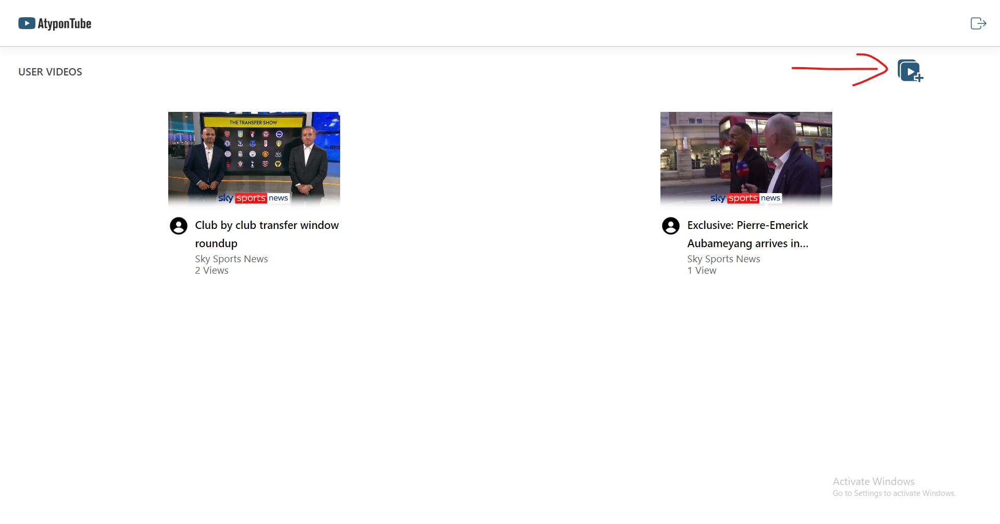 AtyponTube
USER VIDEOS
THE TRANSFER SHOW
sky sports news
sky sports news
Club by club transfer window
roundup
Sky Sports News
2 Views
Exclusive: Pierre-Emerick
Aubameyang arrives in...
Sky Sports News
1 View
Activate Windows
Go to Settings to activate Windows.